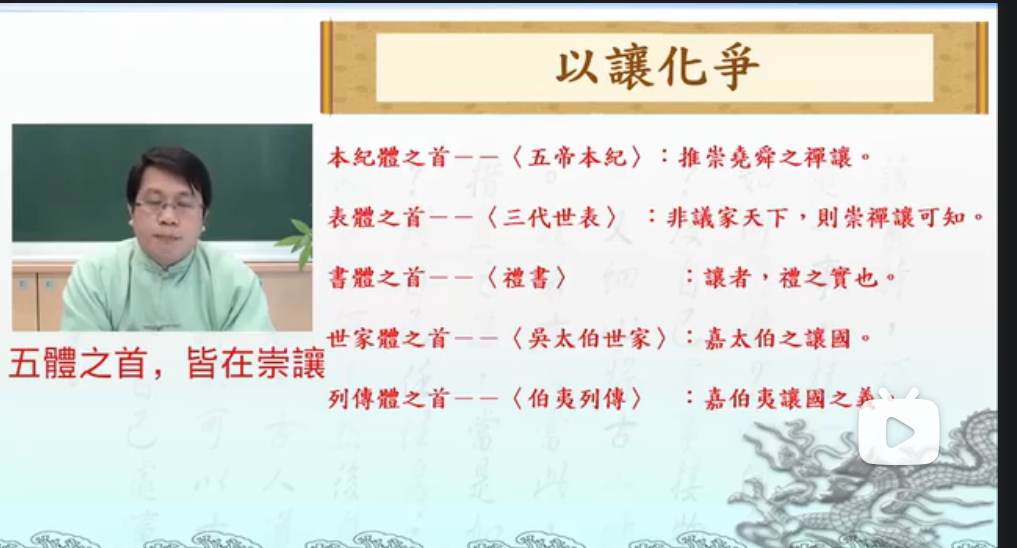 以讓化爭
本紀體之首——〈五帝本紀〉：推崇堯舜之禪讓。
表體之首——〈三代世表〉：非議家天下，則崇禪讓可知。
書體之首——〈禮書〉：讓者，禮之實也。
世家體之首——〈吳太伯世家〉：嘉太伯之讓國。
列傳體之首——〈伯夷列傳〉：嘉伯夷讓國之義。
五體之首，皆在崇讓